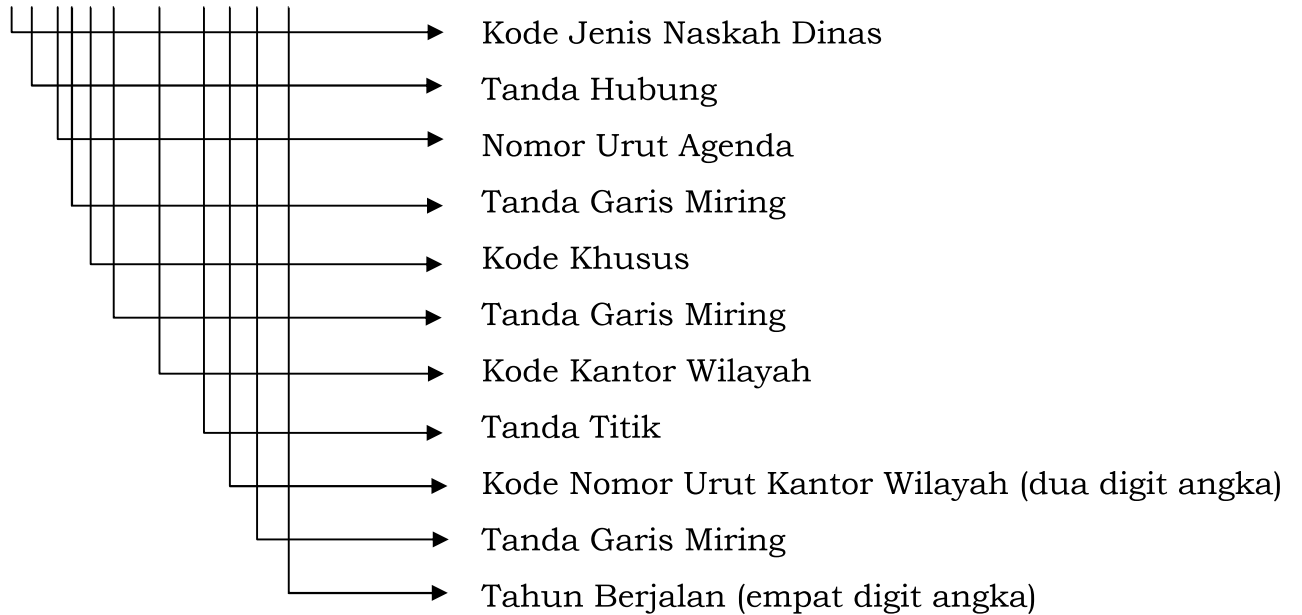 Kode Jenis Naskah Dinas
Tanda Hubung
Nomor Urut Agenda
Tanda Garis Miring
Kode Khusus
Tanda Garis Miring
Kode Kantor Wilayah
Tanda Titik
Kode Nomor Urut Kantor Wilayah (dua digit angka)
Tanda Garis Miring
Tahun Berjalan (empat digit angka)